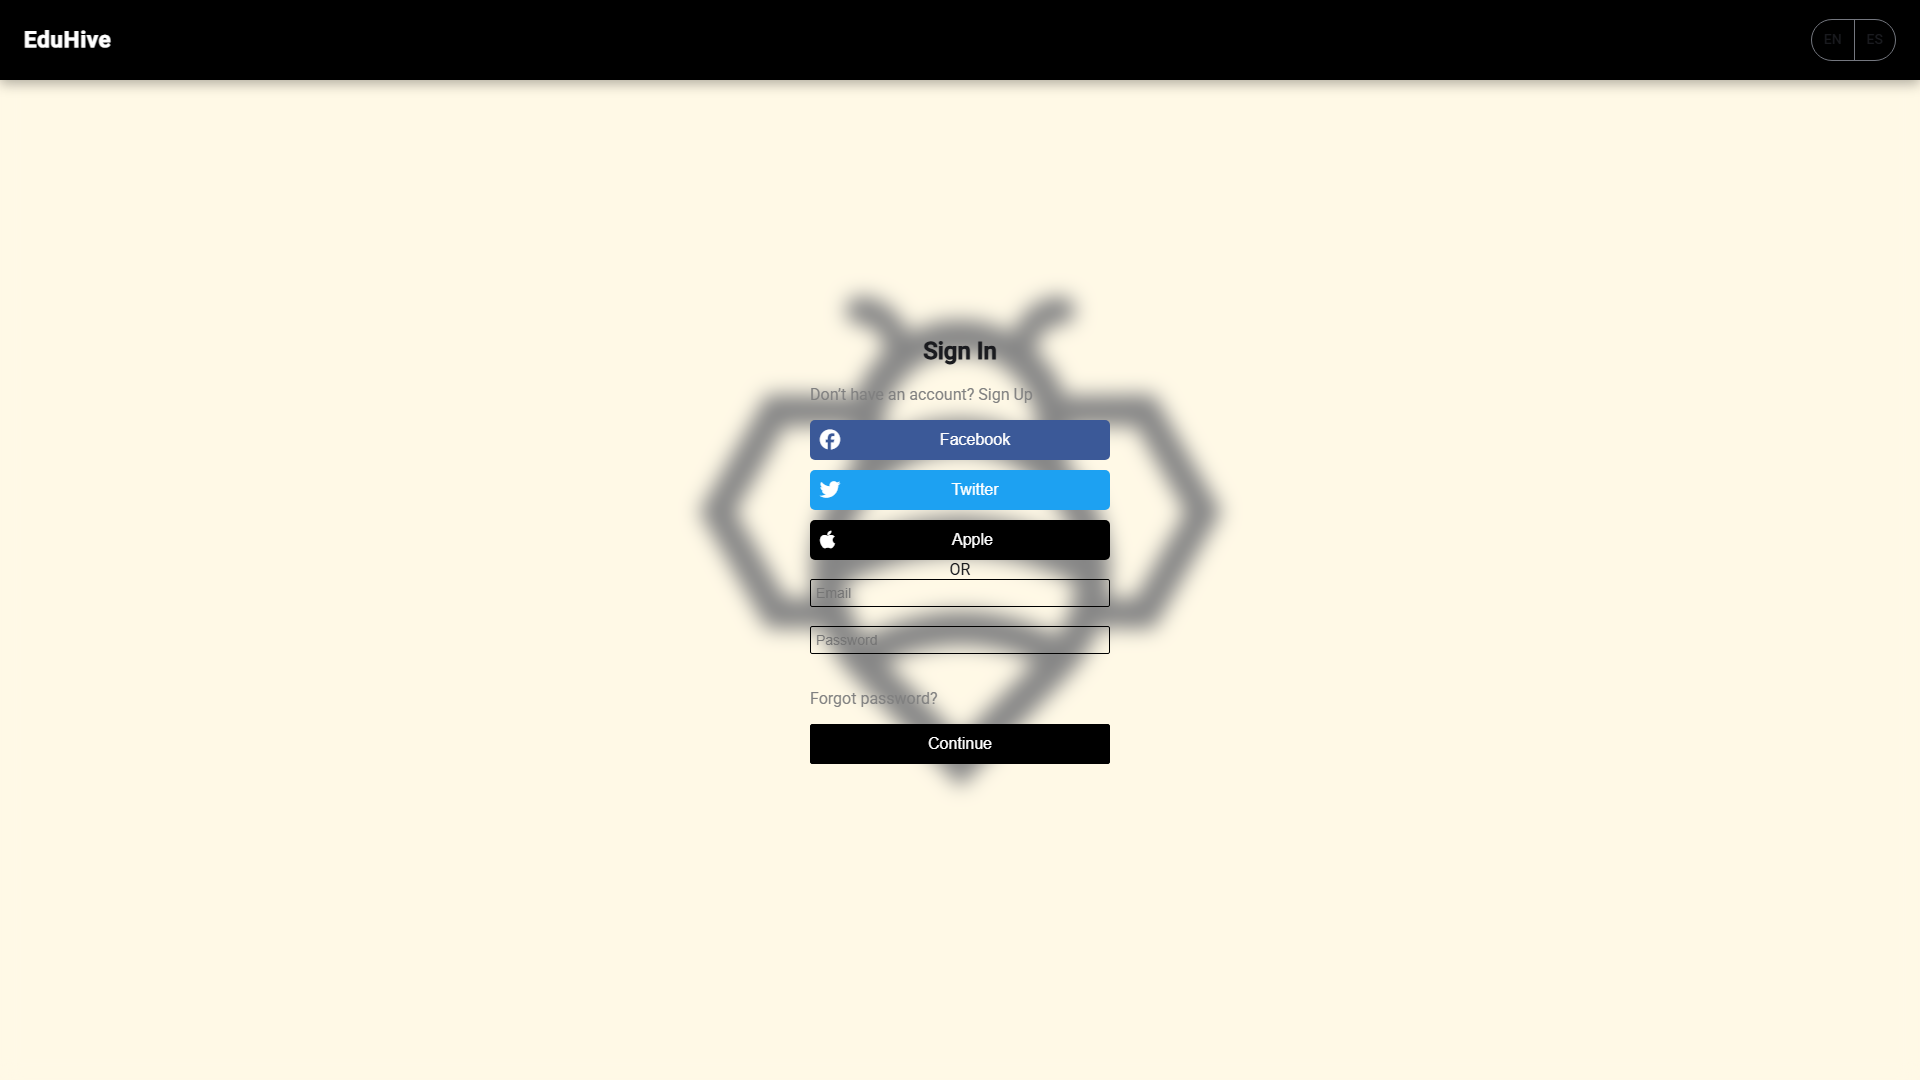 EduHive
EN ES
Sign In
Don't have an account? Sign Up
Facebook
Twitter
Apple
OR
Email
Password
Forgot password?
Continue